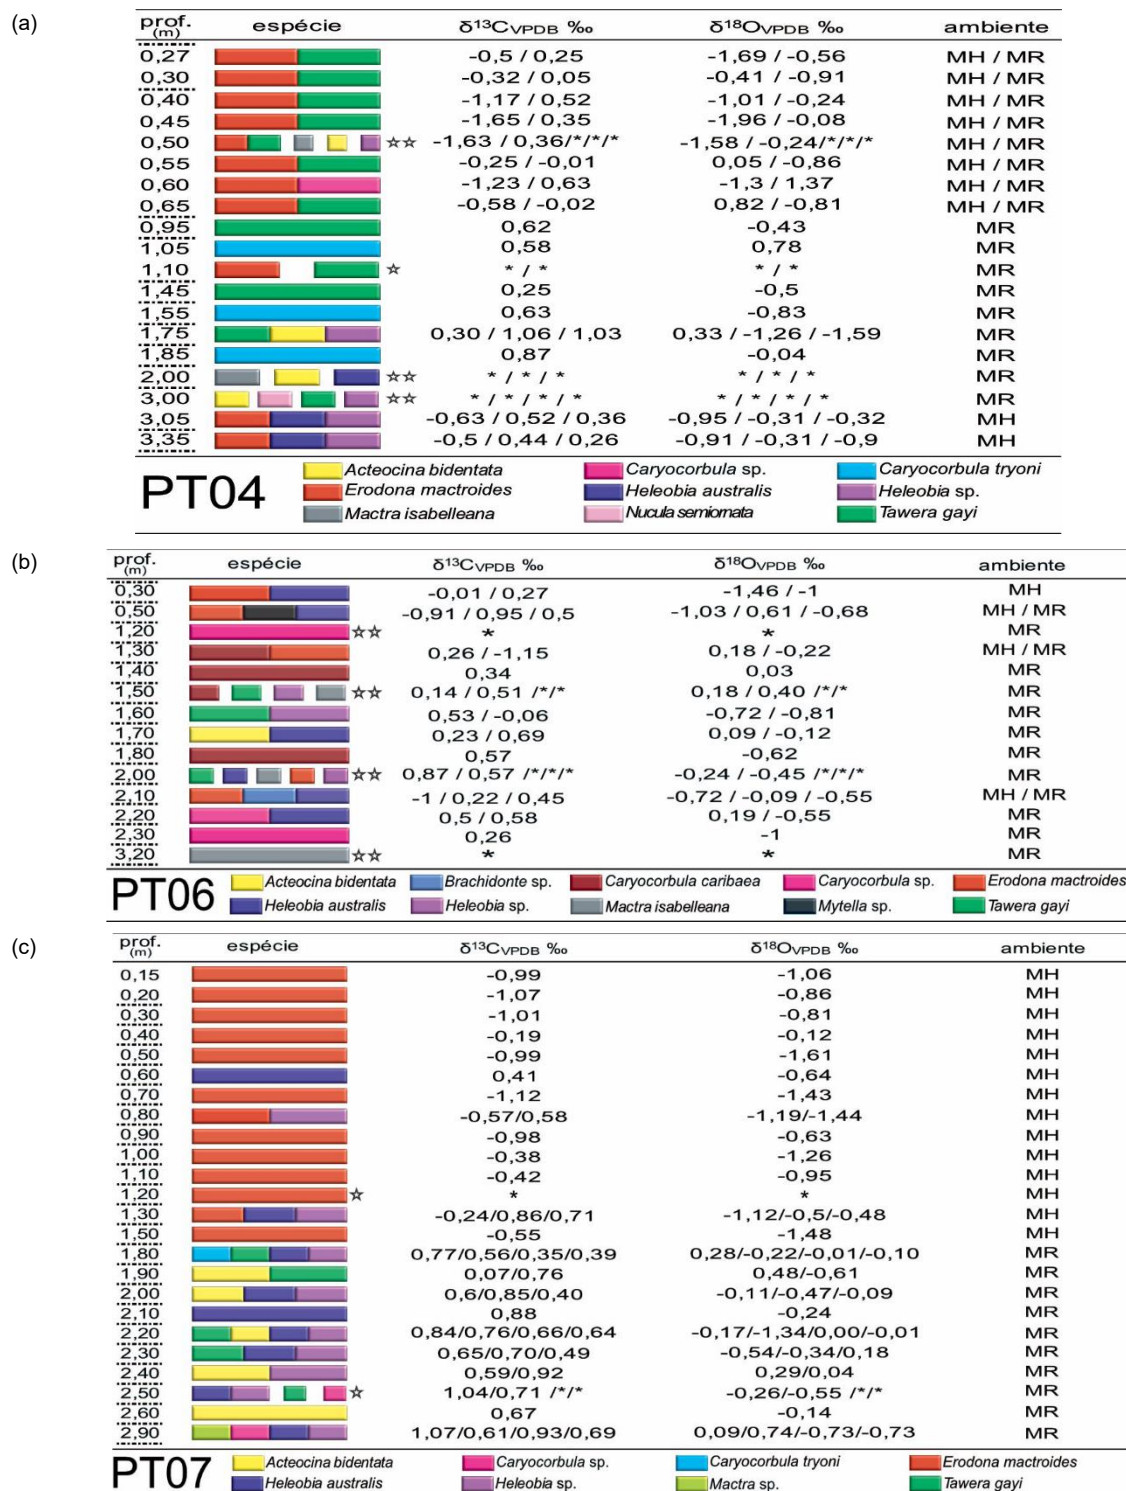 (a)
prof. (m) espécie δ13CVPDB ‰ δ18OVPDB ‰ ambiente
0,27 -0,5 / 0,25 -1,69 / -0,56 MH / MR
0,30 -0,32 / 0,05 -0,41 / -0,91 MH / MR
0,40 -1,17 / 0,52 -1,01 / -0,24 MH / MR
0,45 -1,65 / 0,35 -1,96 / -0,08 MH / MR
0,50 ☆☆ -1,63 / 0,36/*/*/* -1,58 / -0,24/*/*/* MH / MR
0,55 -0,25 / -0,01 0,05 / -0,86 MH / MR
0,60 -1,23 / 0,63 -1,3 / 1,37 MH / MR
0,65 -0,58 / -0,02 0,82 / -0,81 MH / MR
0,95 0,62 -0,43 MR
1,05 0,58 0,78 MR
1,10 ☆ * / * * / * MR
1,45 0,25 -0,5 MR
1,55 0,63 -0,83 MR
1,75 0,30 / 1,06 / 1,03 0,33 / -1,26 / -1,59 MR
1,85 0,87 -0,04 MR
2,00 ☆☆ * / * / * * / * / * MR
3,00 ☆☆ * / * / * / * * / * / * / * MR
3,05 -0,63 / 0,52 / 0,36 -0,95 / -0,31 / -0,32 MH
3,35 -0,5 / 0,44 / 0,26 -0,91 / -0,31 / -0,9 MH
PT04
Acteocina bidentata Caryocorbula sp. Caryocorbula tryoni
Erodona mactroides Heleobia australis Heleobia sp.
Mactra isabelleana Nucula semiornata Tawera gayi
(b)
prof. (m) espécie δ13CVPDB ‰ δ18OVPDB ‰ ambiente
0,30 -0,01 / 0,27 -1,46 / -1 MH
0,50 -0,91 / 0,95 / 0,5 -1,03 / 0,61 / -0,68 MH / MR
1,20 ☆☆ * * MR
1,30 0,26 / -1,15 0,18 / -0,22 MH / MR
1,40 0,34 0,03 MR
1,50 ☆☆ 0,14 / 0,51 /*/* 0,18 / 0,40 /*/* MR
1,60 0,53 / -0,06 -0,72 / -0,81 MR
1,70 0,23 / 0,69 0,09 / -0,12 MR
1,80 0,57 -0,62 MR
2,00 ☆☆ 0,87 / 0,57 /*/*/* -0,24 / -0,45 /*/*/* MR
2,10 -1 / 0,22 / 0,45 -0,72 / -0,09 / -0,55 MH / MR
2,20 0,5 / 0,58 0,19 / -0,55 MR
2,30 0,26 -1 MR
3,20 ☆☆ * * MR
PT06
Acteocina bidentata Brachidonte sp. Caryocorbula caribaea Caryocorbula sp. Erodona mactroides
Heleobia australis Heleobia sp. Mactra isabelleana Mytella sp. Tawera gayi
(c)
prof. (m) espécie δ13CVPDB ‰ δ18OVPDB ‰ ambiente
0,15 -0,99 -1,06 MH
0,20 -1,07 -0,86 MH
0,30 -1,01 -0,81 MH
0,40 -0,19 -0,12 MH
0,50 -0,99 -1,61 MH
0,60 0,41 -0,64 MH
0,70 -1,12 -1,43 MH
0,80 -0,57/0,58 -1,19/-1,44 MH
0,90 -0,98 -0,63 MH
1,00 -0,38 -1,26 MH
1,10 -0,42 -0,95 MH
1,20 ☆ * * MH
1,30 -0,24/0,86/0,71 -1,12/-0,5/-0,48 MH
1,50 -0,55 -1,48 MH
1,80 0,77/0,56/0,35/0,39 0,28/-0,22/-0,01/-0,10 MR
1,90 0,07/0,76 0,48/-0,61 MR
2,00 0,6/0,85/0,40 -0,11/-0,47/-0,09 MR
2,10 0,88 -0,24 MR
2,20 0,84/0,76/0,66/0,64 -0,17/-1,34/0,00/-0,01 MR
2,30 0,65/0,70/0,49 -0,54/-0,34/0,18 MR
2,40 0,59/0,92 0,29/0,04 MR
2,50 ☆ 1,04/0,71 /*/* -0,26/-0,55 /*/* MR
2,60 0,67 -0,14 MR
2,90 1,07/0,61/0,93/0,69 0,09/0,74/-0,73/-0,73 MR
PT07
Acteocina bidentata Caryocorbula sp. Caryocorbula tryoni Erodona mactroides
Heleobia australis Heleobia sp. Mactra sp. Tawera gayi